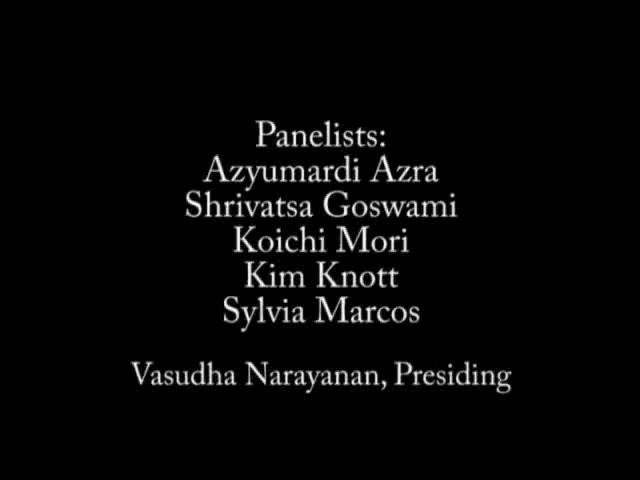 Panelists:
Azyumardi Azra
Shrivatsa Goswami
Koichi Mori
Kim Knott
Sylvia Marcos
Vasudha Narayanan, Presiding